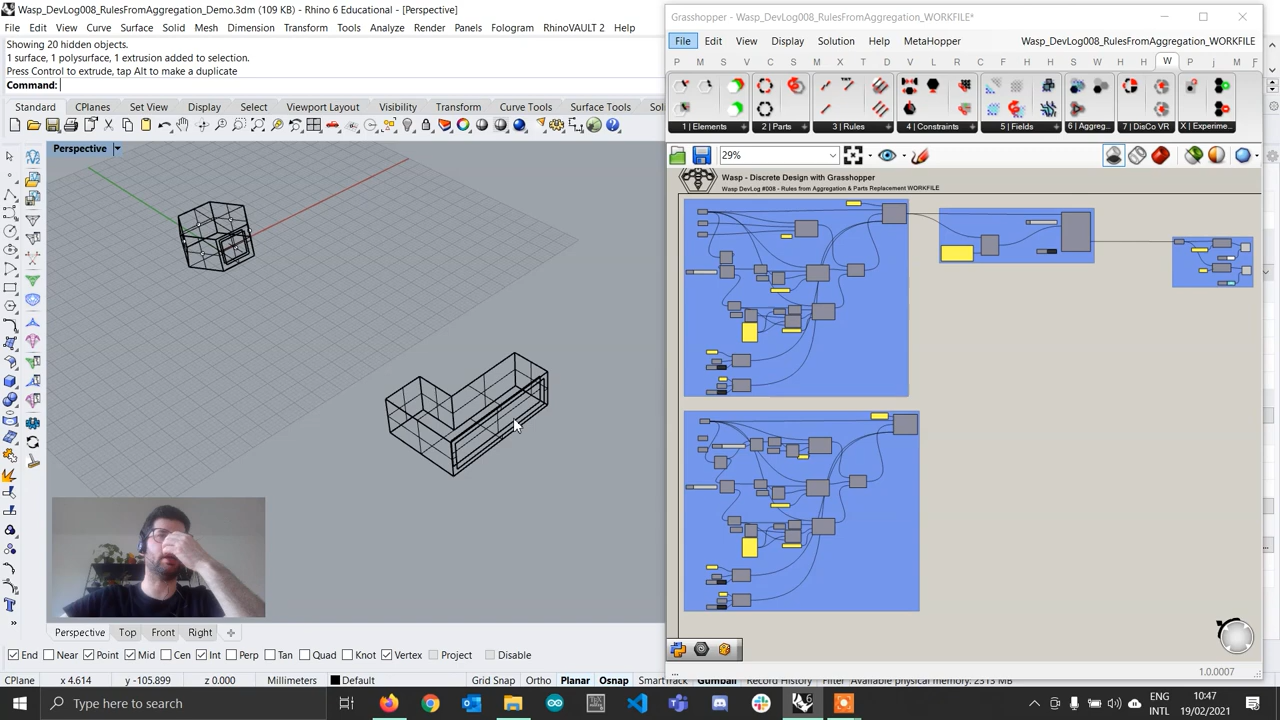 Wasp_DevLog008_RulesFromAggregation_Demo.3dm (109 KB) - Rhino 6 Educational - [Perspective]
File Edit View Curve Surface Solid Mesh Dimension Transform Tools Analyze Render Panels Fologram RhinoVAULT 2
Showing 20 hidden objects.
1 surface, 1 polysurface, 1 extrusion added to selection.
Press Control to extrude, tap Alt to make a duplicate
Command:
Standard CPlanes Set View Display Select Viewport Layout Visibility Transform Curve Tools Surface Tools Sol
Perspective
Perspective Top Front Right
End Near Point Mid Cen Int Perp Tan Quad Knot Vertex Project Disable
CPlane x 4.614 y -105.899 z 0.000 Millimeters Default Grid Snap Ortho Planar Osnap SmartTrack Gumball Record History Filter Available physical memory: 2313 MB
Grasshopper - Wasp_DevLog008_RulesFromAggregation_WORKFILE*
File Edit View Display Solution Help MetaHopper Wasp_DevLog008_RulesFromAggregation_WORKFILE
P M S V S M X T D L R F H H S M W H H P j M F
1 | Elements 2 | Parts 3 | Rules 4 | Constraints 5 | Fields 6 | Aggreg... 7 | DisCo VR X | Experime...
29%
Wasp - Discrete Design with Grasshopper
Wasp DevLog #008 - Rules from Aggregation & Parts Replacement WORKFILE
...
1.0.0007
Type here to search
ENG
INTL
10:47
19/02/2021